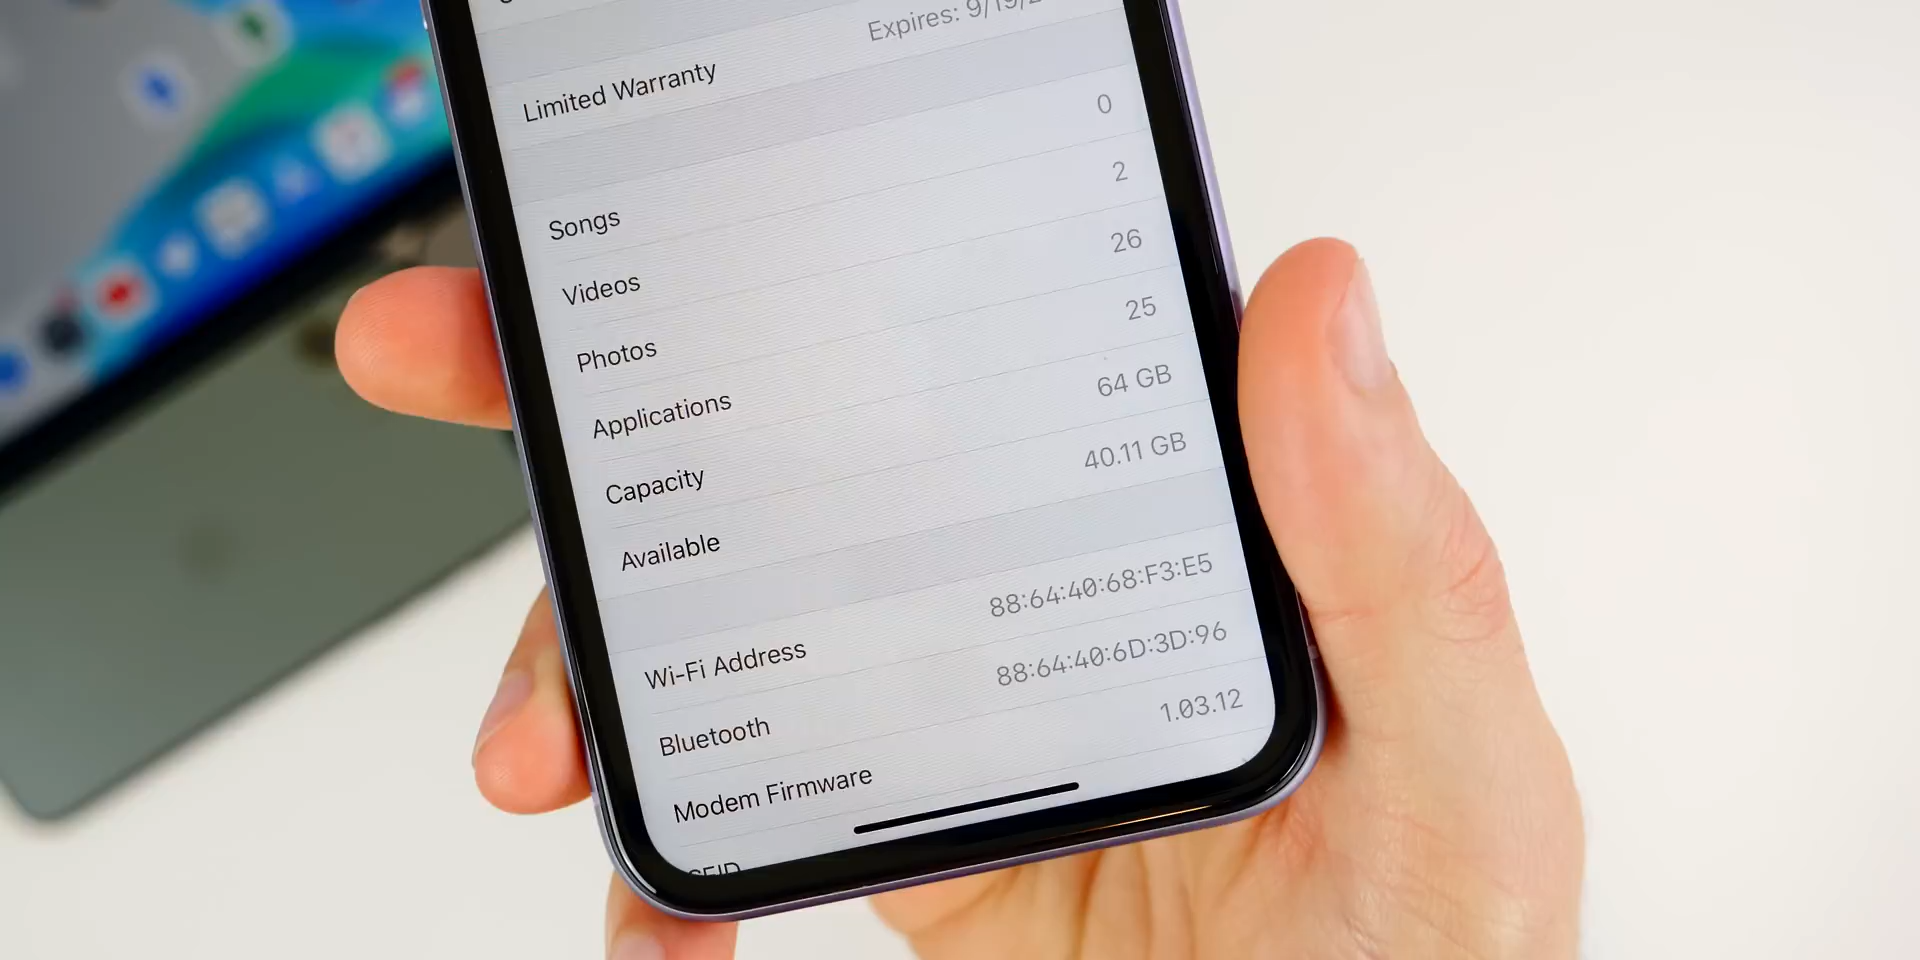 Expires: 9/19/2
Limited Warranty
Songs 0
Videos 2
Photos 26
Applications 25
Capacity 64 GB
Available 40.11 GB
Wi-Fi Address 88:64:40:68:F3:E5
Bluetooth 88:64:40:6D:3D:96
Modem Firmware 1.03.12